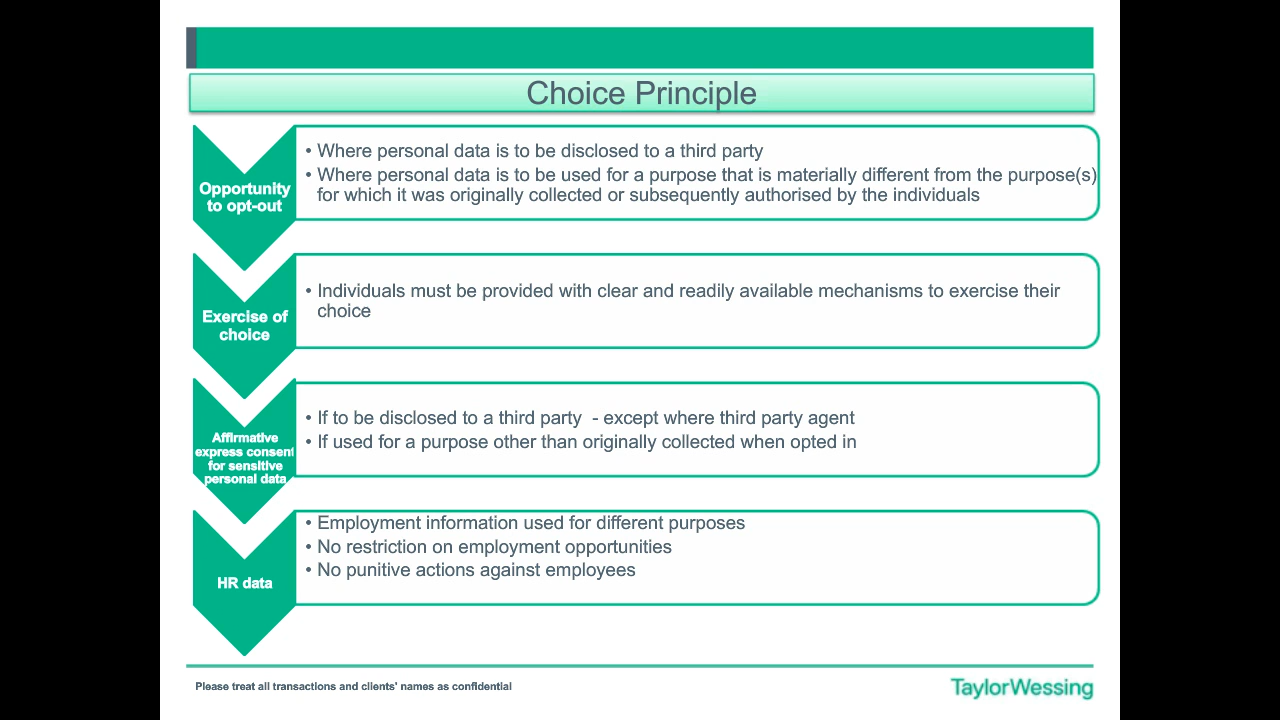 Choice Principle
Opportunity
to opt-out
• Where personal data is to be disclosed to a third party
• Where personal data is to be used for a purpose that is materially different from the purpose(s)
for which it was originally collected or subsequently authorised by the individuals
Exercise of
choice
• Individuals must be provided with clear and readily available mechanisms to exercise their
choice
Affirmative
express consent
for sensitive
personal data
• If to be disclosed to a third party - except where third party agent
• If used for a purpose other than originally collected when opted in
HR data
• Employment information used for different purposes
• No restriction on employment opportunities
• No punitive actions against employees
Please treat all transactions and clients' names as confidential
TaylorWessing